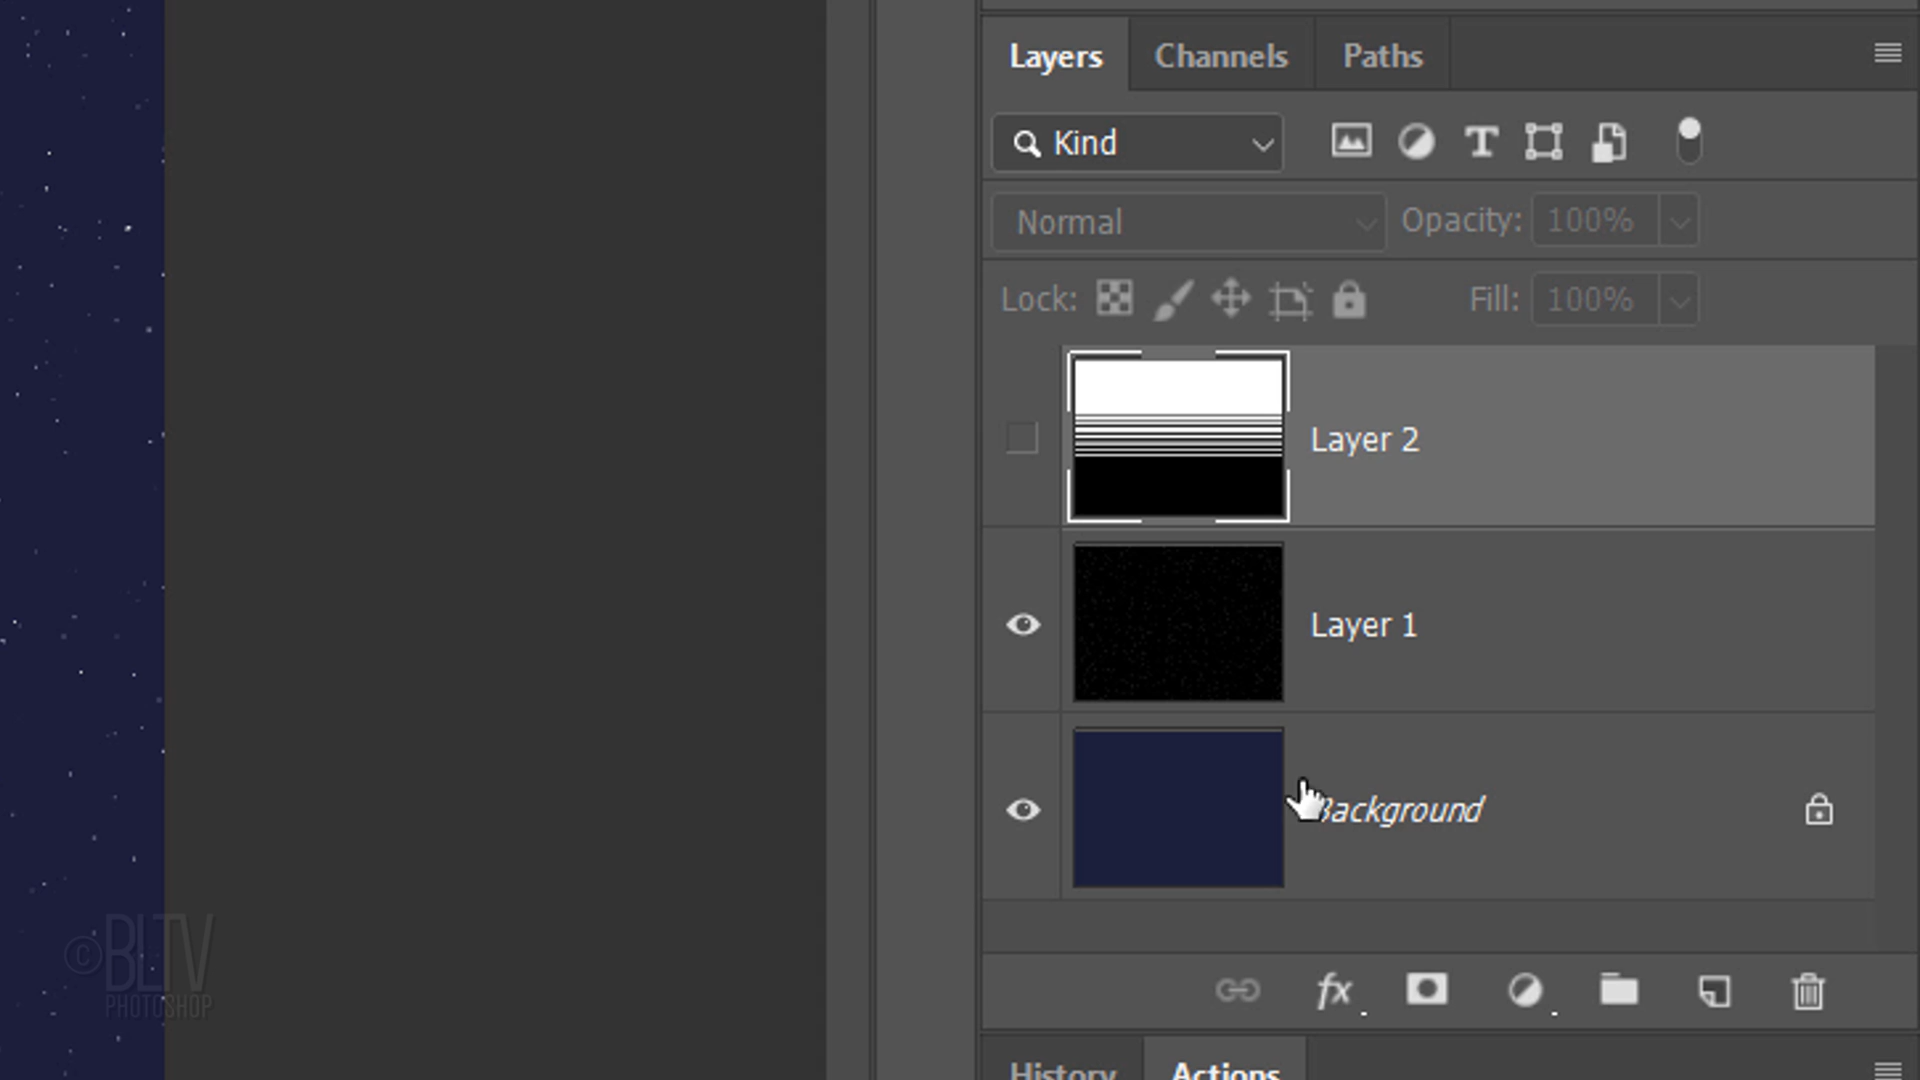 Layers Channels Paths
Kind
Normal Opacity: 100%
Lock: Fill: 100%
Layer 2
Layer 1
Background
fx
©BLTV
PHOTOSHOP
History Actions